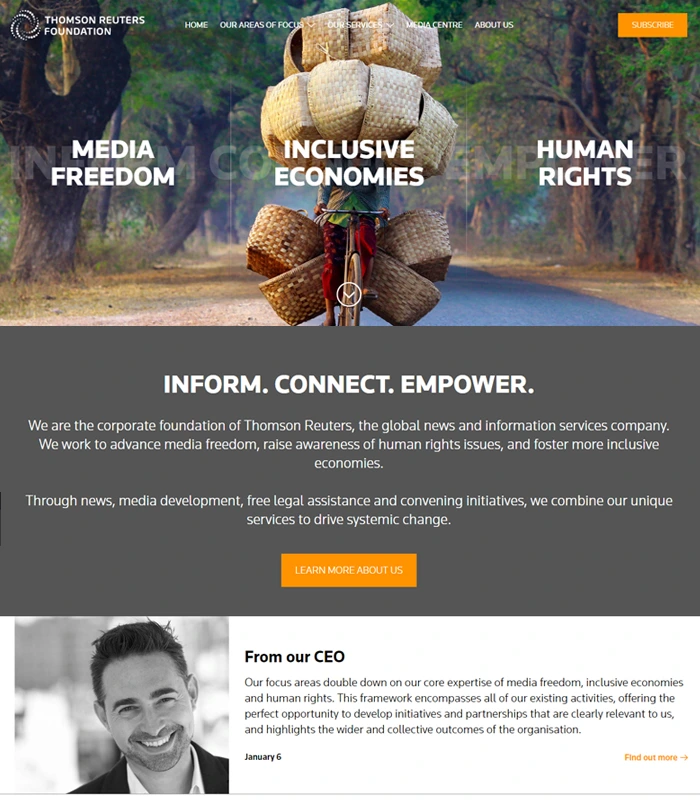 THOMSON REUTERS
FOUNDATION
HOME OUR AREAS OF FOCUS OUR SERVICES MEDIA CENTRE ABOUT US
SUBSCRIBE
MEDIA
FREEDOM
INCLUSIVE
ECONOMIES
HUMAN
RIGHTS
INFORM. CONNECT. EMPOWER.
We are the corporate foundation of Thomson Reuters, the global news and information services company.
We work to advance media freedom, raise awareness of human rights issues, and foster more inclusive
economies.
Through news, media development, free legal assistance and convening initiatives, we combine our unique
services to drive systemic change.
LEARN MORE ABOUT US
From our CEO
Our focus areas double down on our core expertise of media freedom, inclusive economies
and human rights. This framework encompasses all of our existing activities, offering the
perfect opportunity to develop initiatives and partnerships that are clearly relevant to us,
and highlights the wider and collective outcomes of the organisation.
January 6
Find out more →